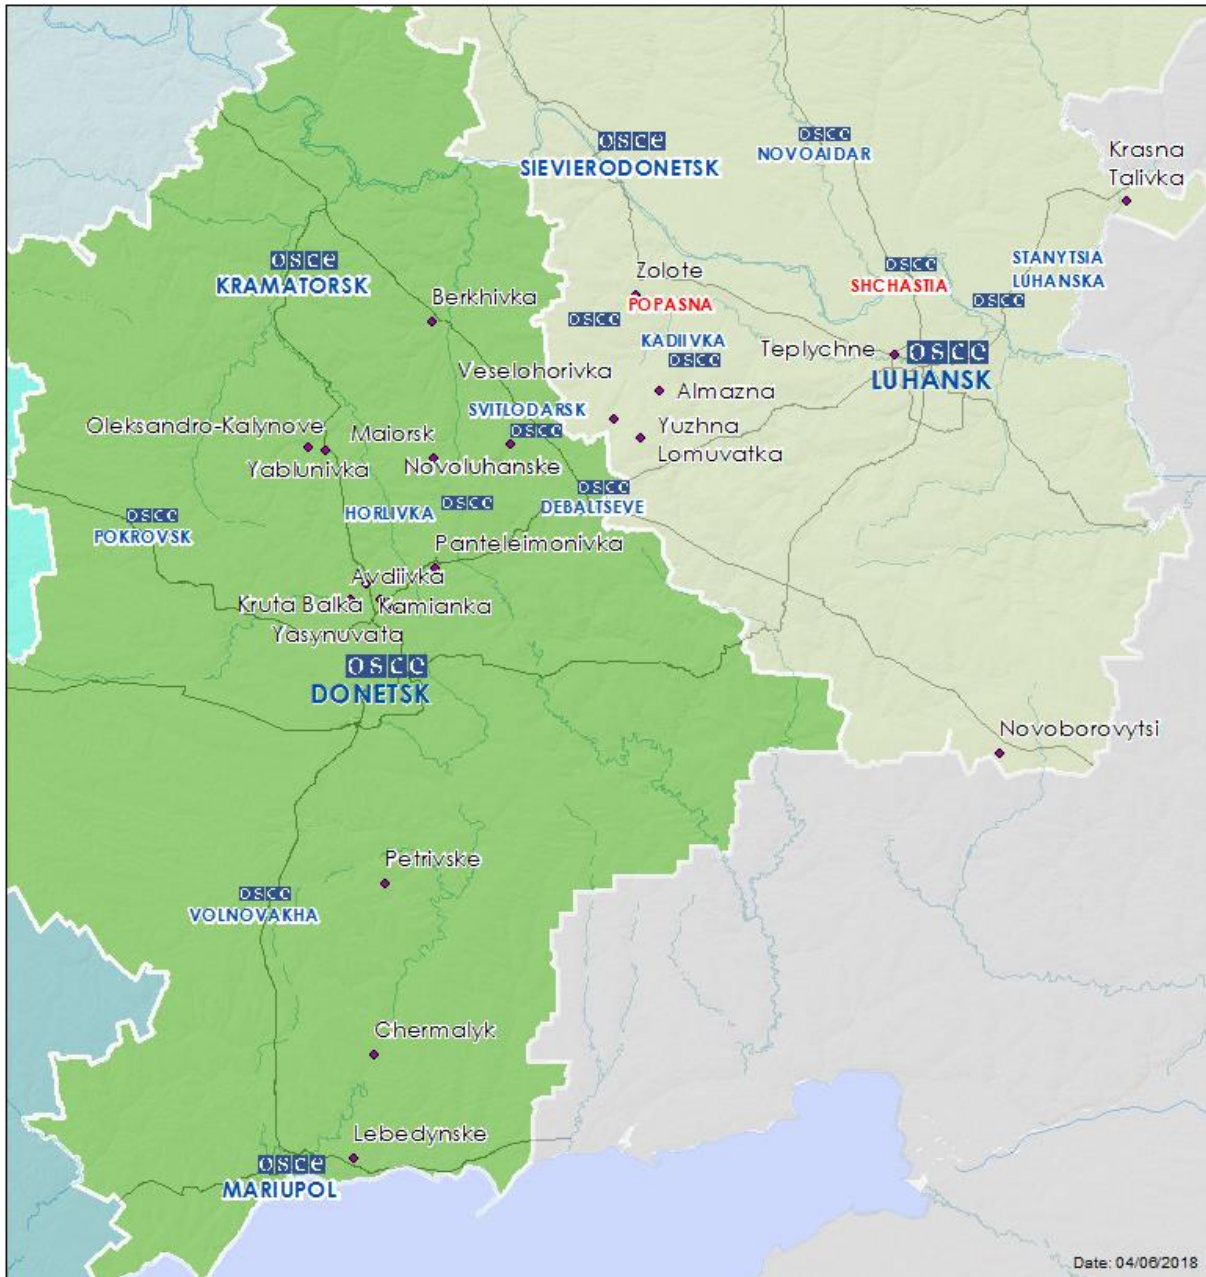 osce
SIEVIERODONETSK
osce
NOVOAIDAR
Krasna
Talivka
osce
KRAMATORSK
Zolote
POPASNA
osce
osce
SHCHASTIA
STANYTSIA
LUHANSKA
osce
Berkhivka
KADIIVKA
osce
Teplychne
osce
LUHANSK
Veselohorivka
Almazna
SVITLODARSK
osce
Yuzhna
Lomuvatka
Oleksandro-Kalynove
Yablunivka
Maiorsk
Novoluhanske
osce
POKROVSK
HORLIVKA
osce
osce
DEBALTSEVE
Panteleimonivka
Avdiivka
Kruta Balka
Kamianka
Yasynuvata
osce
DONETSK
Novoborovytsi
Petrivske
osce
VOLNOVAKHA
Chermalyk
Lebedynske
osce
MARIUPOL
Date: 04/06/2018